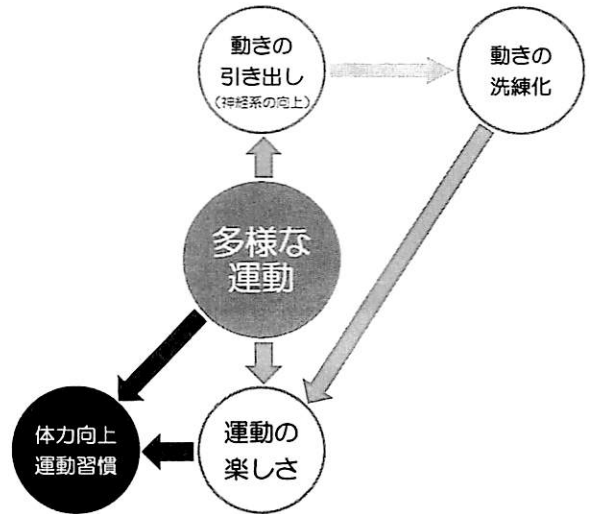 動きの
引き出し
(神経系の向上)
動きの
洗練化
多様な
運動
体力向上
運動習慣
運動の
楽しさ